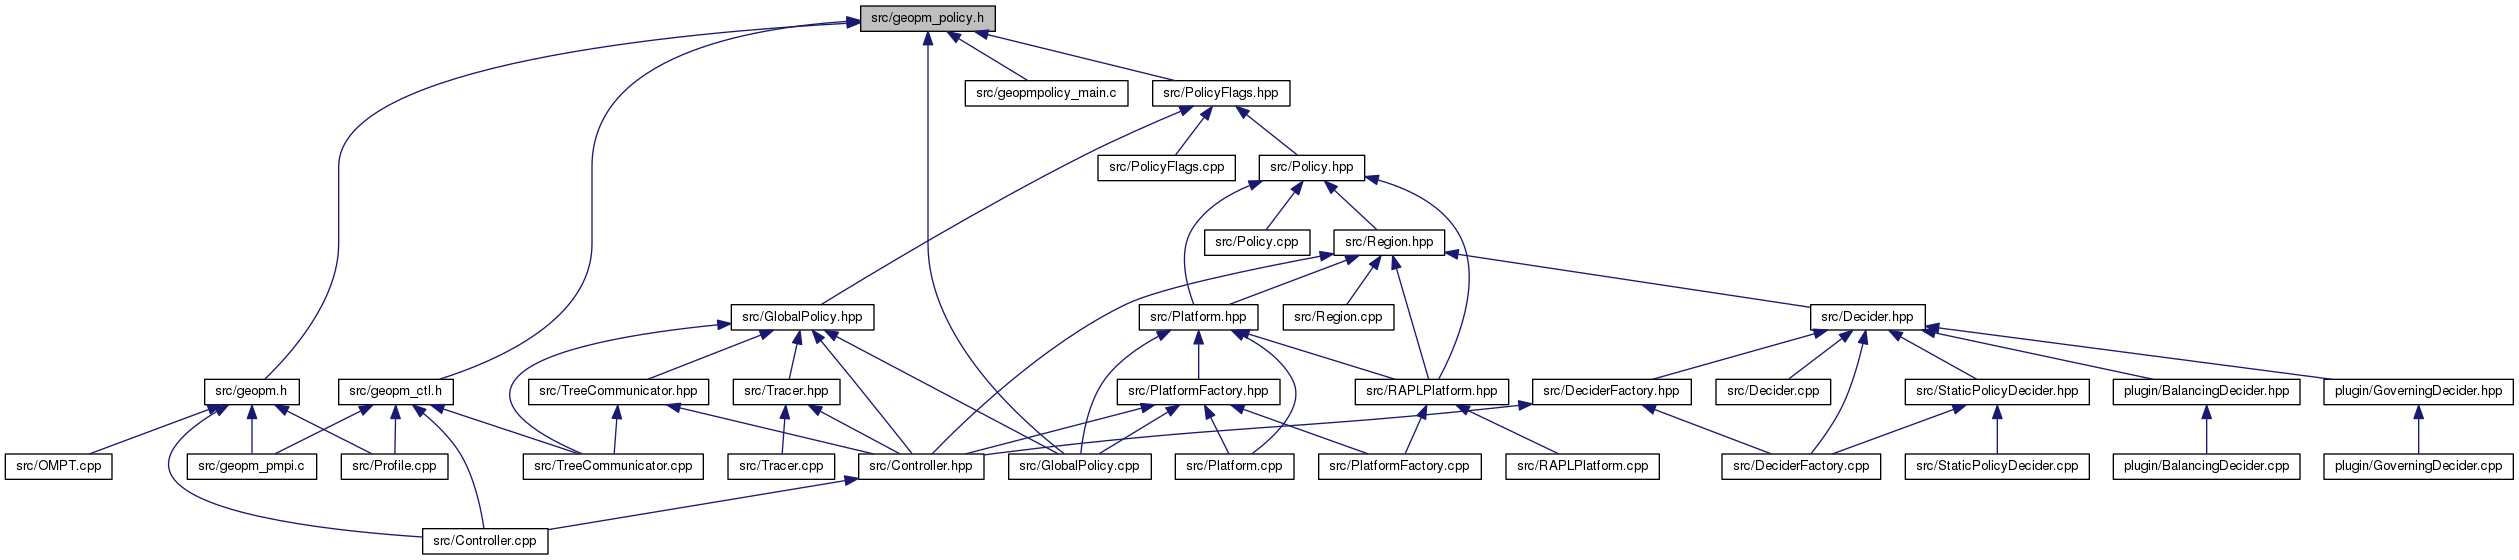 src/geopm_policy.h
src/geopmpolicy_main.c
src/PolicyFlags.hpp
src/PolicyFlags.cpp
src/Policy.hpp
src/Policy.cpp
src/Region.hpp
src/GlobalPolicy.hpp
src/Platform.hpp
src/Region.cpp
src/Decider.hpp
src/geopm.h
src/geopm_ctl.h
src/TreeCommunicator.hpp
src/Tracer.hpp
src/PlatformFactory.hpp
src/RAPLPlatform.hpp
src/DeciderFactory.hpp
src/Decider.cpp
src/StaticPolicyDecider.hpp
plugin/BalancingDecider.hpp
plugin/GoverningDecider.hpp
src/OMPT.cpp
src/geopm_pmpi.c
src/Profile.cpp
src/TreeCommunicator.cpp
src/Tracer.cpp
src/Controller.hpp
src/GlobalPolicy.cpp
src/Platform.cpp
src/PlatformFactory.cpp
src/RAPLPlatform.cpp
src/DeciderFactory.cpp
src/StaticPolicyDecider.cpp
plugin/BalancingDecider.cpp
plugin/GoverningDecider.cpp
src/Controller.cpp